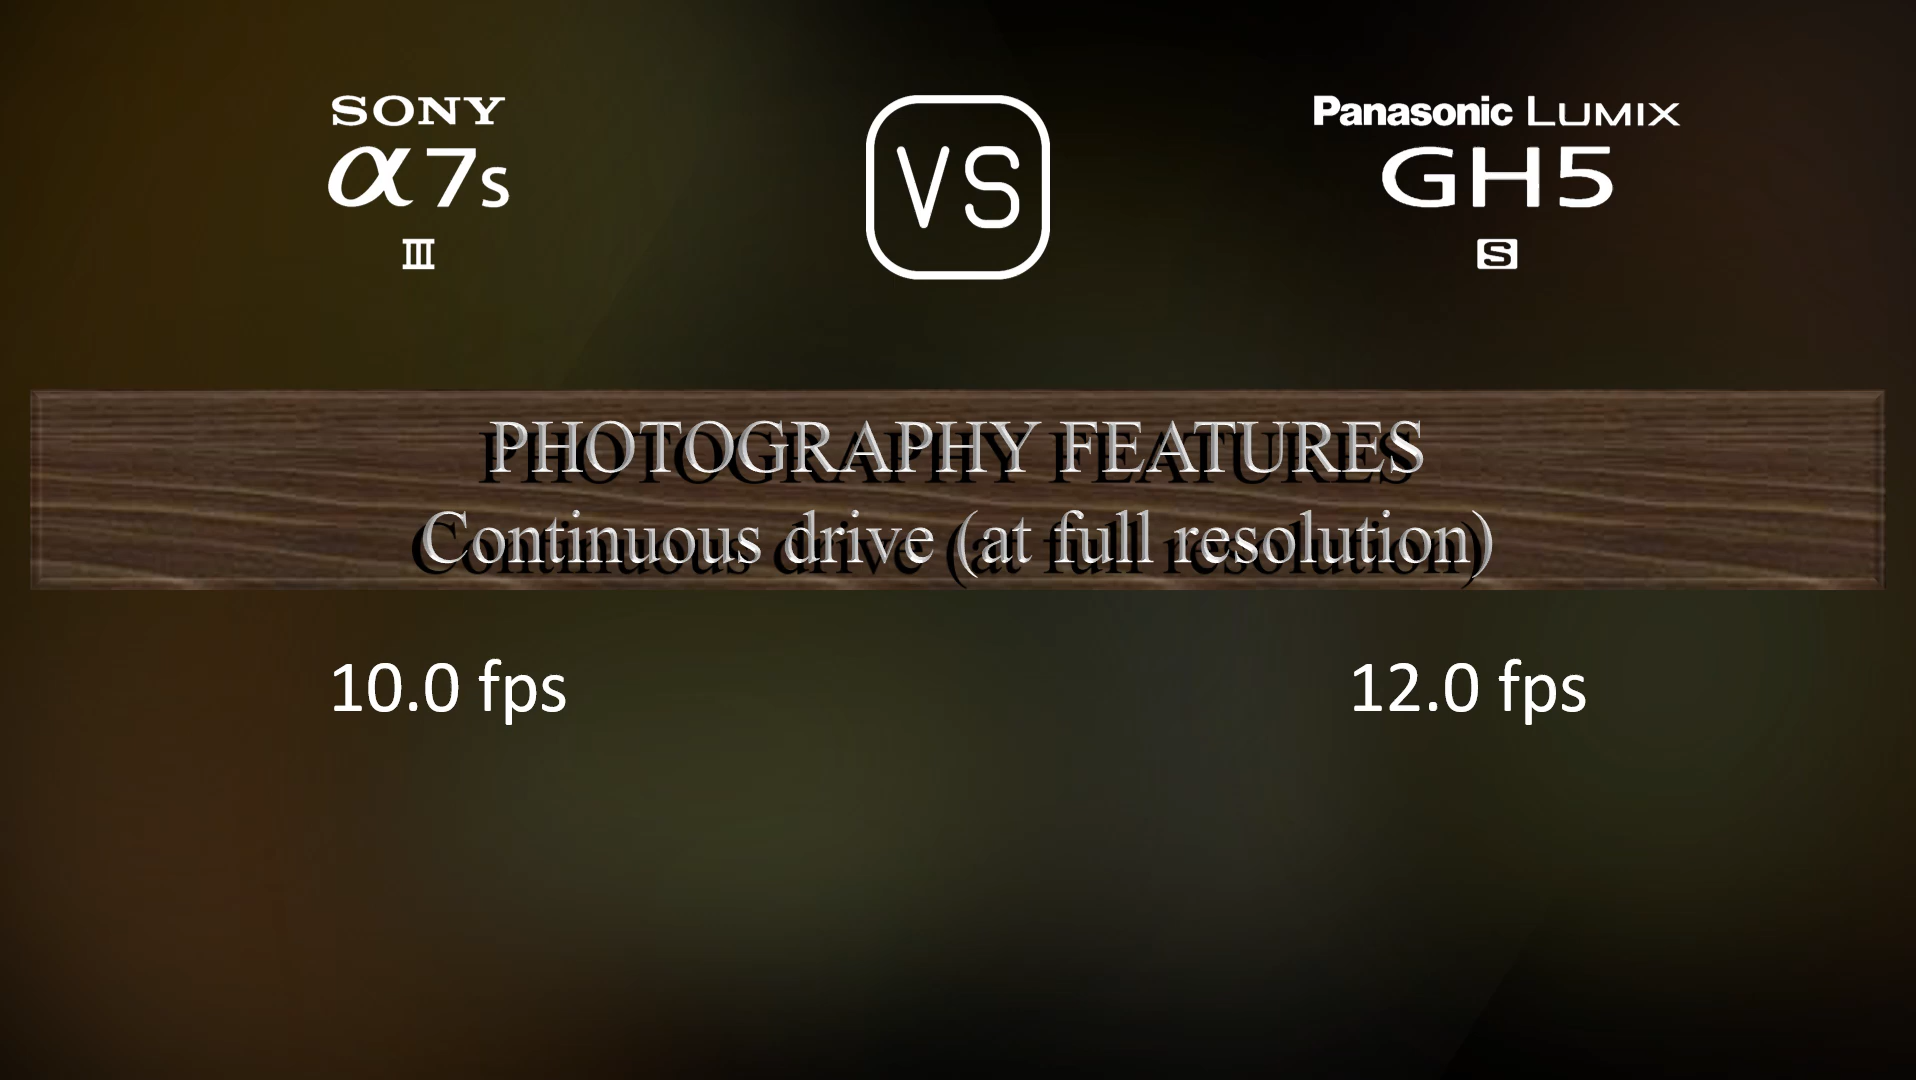 SONY
α7s
III
VS
Panasonic LUMIX
GH5
S
PHOTOGRAPHY FEATURES
Continuous drive (at full resolution)
10.0 fps
12.0 fps